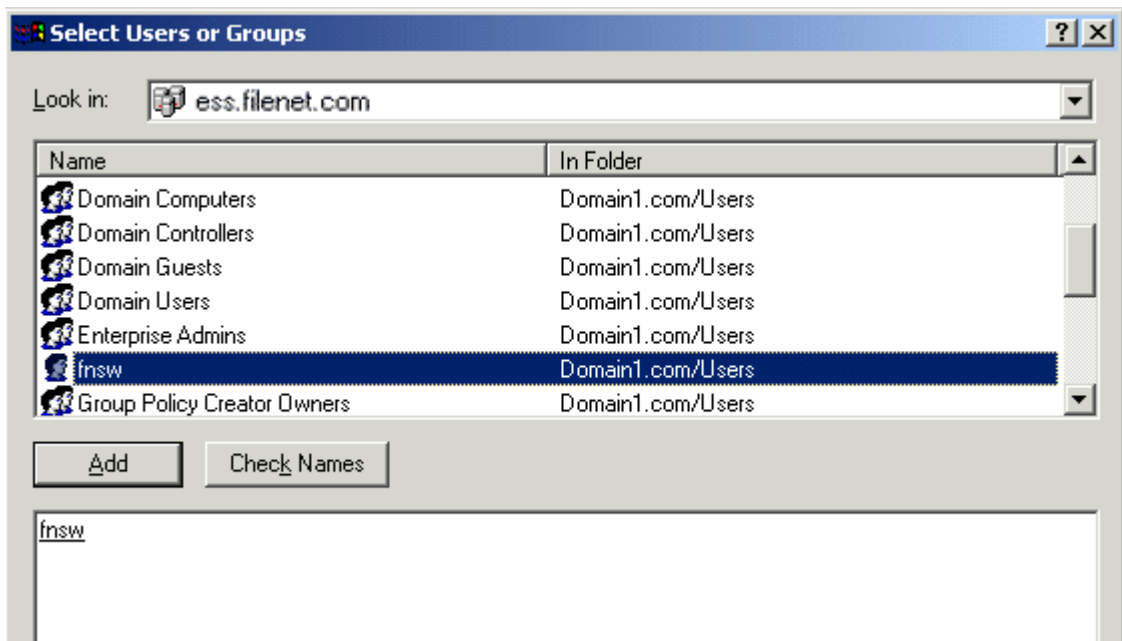 Select Users or Groups
Look in: ess.filenet.com
Name In Folder
Domain Computers Domain1.com/Users
Domain Controllers Domain1.com/Users
Domain Guests Domain1.com/Users
Domain Users Domain1.com/Users
Enterprise Admins Domain1.com/Users
fnsw Domain1.com/Users
Group Policy Creator Owners Domain1.com/Users
Add Check Names
fnsw